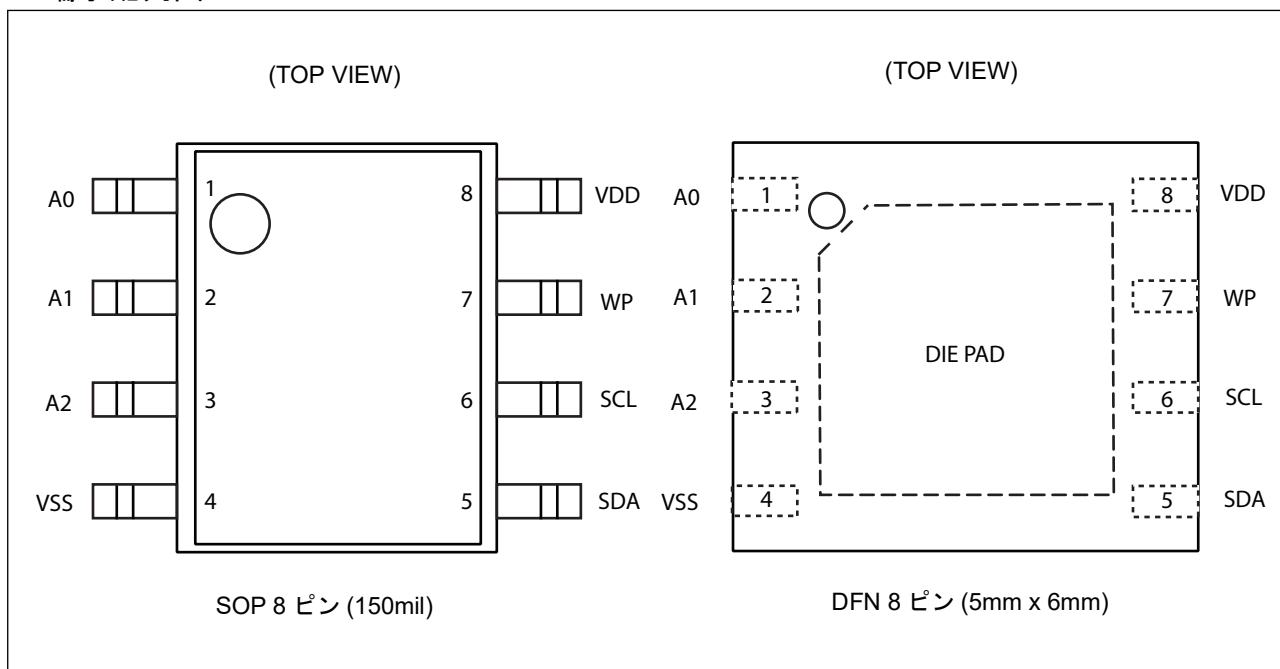 (TOP VIEW)
A0 1 8 VDD
A1 2 7 WP
A2 3 6 SCL
VSS 4 5 SDA
SOP 8 ピン (150mil)
(TOP VIEW)
A0 1 8 VDD
A1 2 7 WP
DIE PAD
A2 3 6 SCL
VSS 4 5 SDA
DFN 8 ピン (5mm x 6mm)